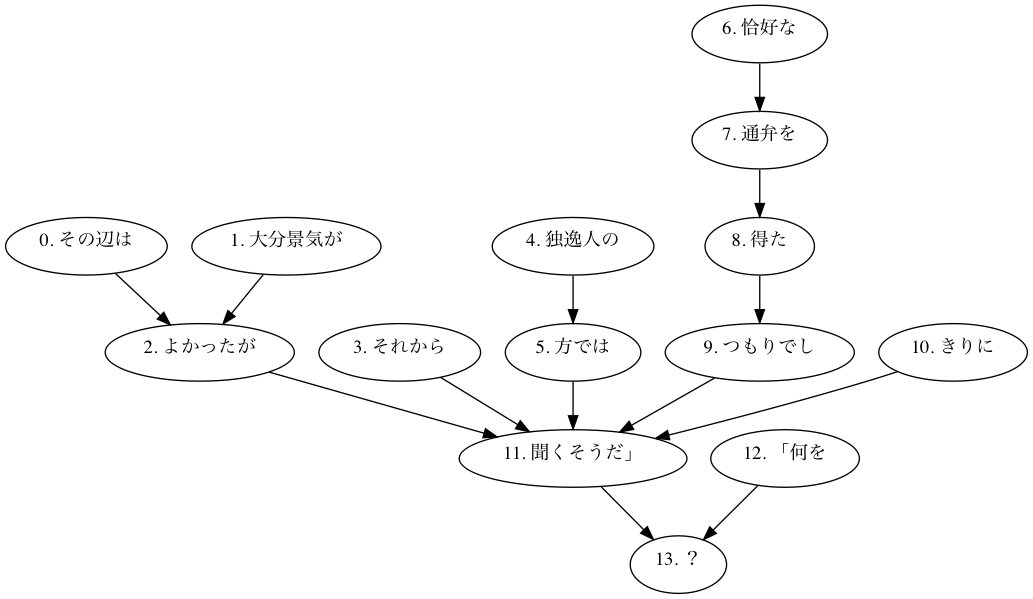 6. 恰好な
7. 通弁を
0. その辺は
1. 大分景気が
4. 独逸人の
8. 得た
2. よかったが
3. それから
5. 方では
9. つもりでし
10. きりに
11. 聞くそうだ」
12. 「何を
13. ？